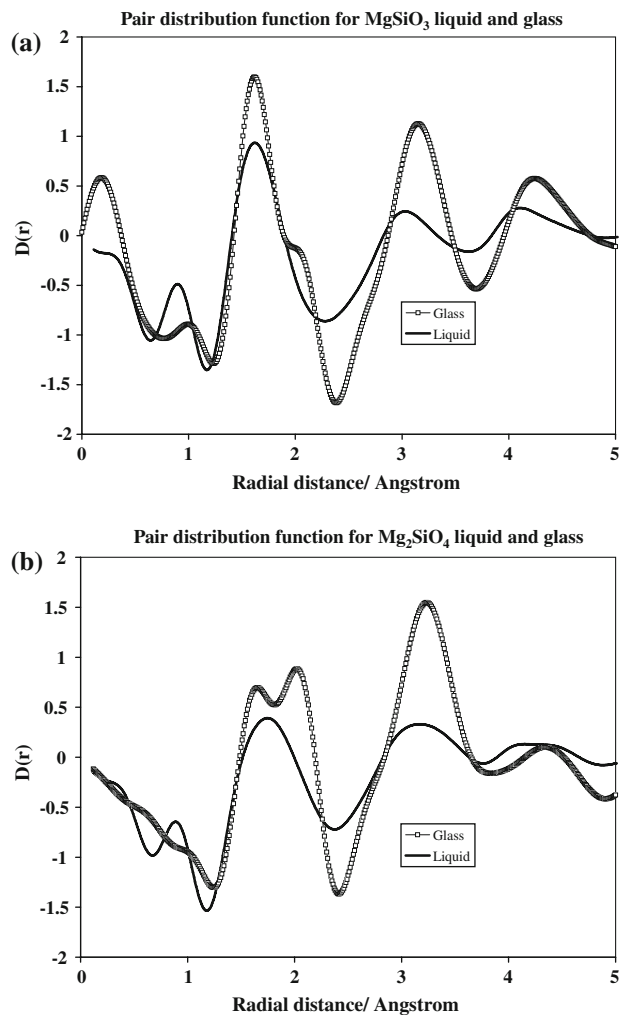 Pair distribution function for MgSiO₃ liquid and glass
(a)
2
1.5
1
0.5
0
-0.5
-1
-1.5
-2
D(r)
Glass
Liquid
0 1 2 3 4 5
Radial distance/ Angstrom
Pair distribution function for Mg₂SiO₄ liquid and glass
(b)
2
1.5
1
0.5
0
-0.5
-1
-1.5
-2
D(r)
Glass
Liquid
0 1 2 3 4 5
Radial distance/ Angstrom